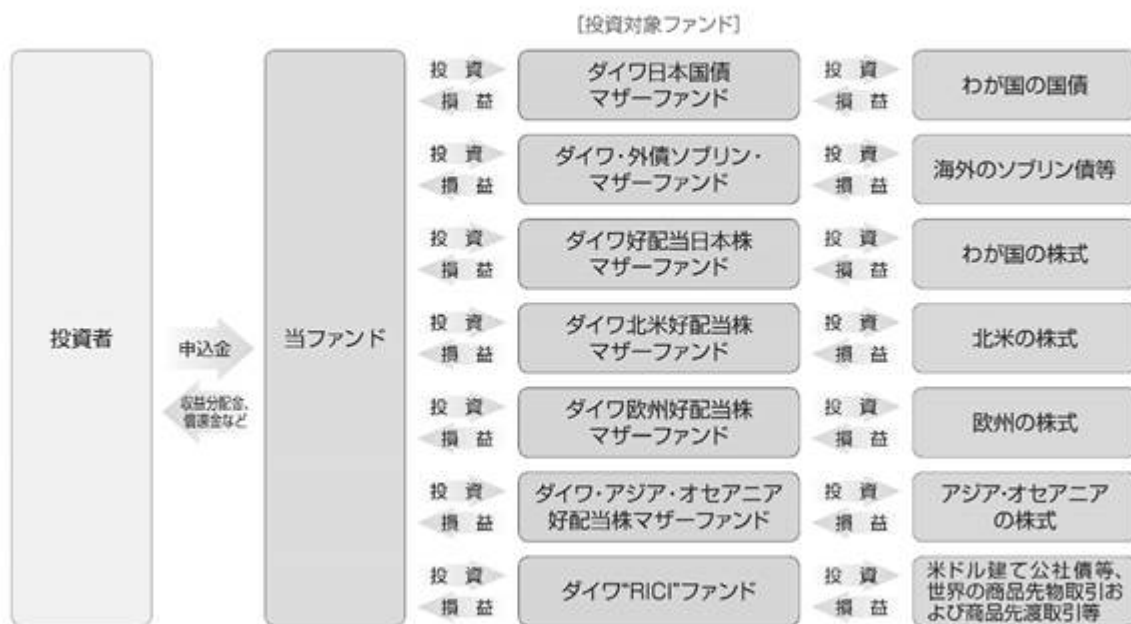 [投資対象ファンド]
投資者
申込金
収益分配金、
償還金など
当ファンド
投 資
損 益
ダイワ日本国債
マザーファンド
投 資
損 益
わが国の国債
投 資
損 益
ダイワ・外債ソブリン・
マザーファンド
投 資
損 益
海外のソブリン債等
投 資
損 益
ダイワ好配当日本株
マザーファンド
投 資
損 益
わが国の株式
投 資
損 益
ダイワ北米好配当株
マザーファンド
投 資
損 益
北米の株式
投 資
損 益
ダイワ欧州好配当株
マザーファンド
投 資
損 益
欧州の株式
投 資
損 益
ダイワ・アジア・オセアニア
好配当株マザーファンド
投 資
損 益
アジア・オセアニア
の株式
投 資
損 益
ダイワ“RICI”ファンド
投 資
損 益
米ドル建て公社債等、
世界の商品先物取引お
よび商品先渡取引等